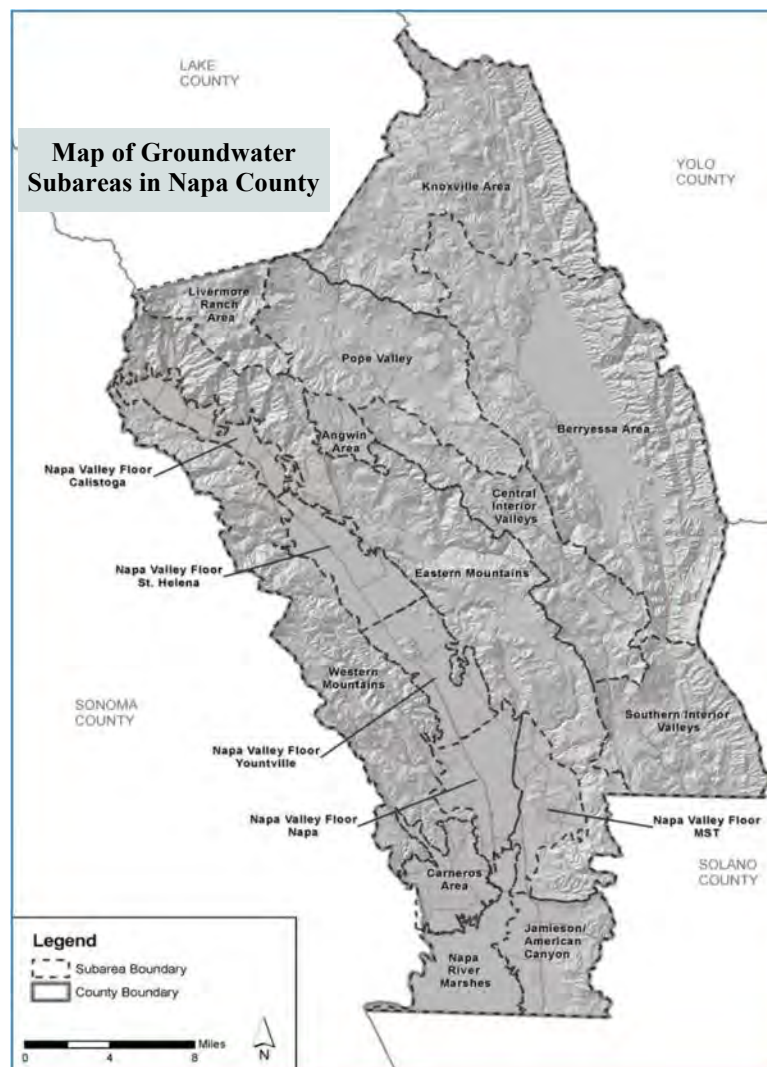 LAKE
COUNTY
Map of Groundwater
Subareas in Napa County
YOLO
COUNTY
Knoxville Area
Livermore
Ranch
Area
Pope Valley
Angwin
Area
Berryessa Area
Napa Valley Floor
Calistoga
Central
Interior
Valleys
Napa Valley Floor
St. Helena
Eastern Mountains
Western
Mountains
SONOMA
COUNTY
Southern Interior
Valleys
Napa Valley Floor
Yountville
Napa Valley Floor
Napa
Napa Valley Floor
MST
SOLANO
COUNTY
Carneros
Area
Jamieson/
American
Canyon
Napa
River
Marshes
Legend
Subarea Boundary
County Boundary
Miles
0 4 8
N